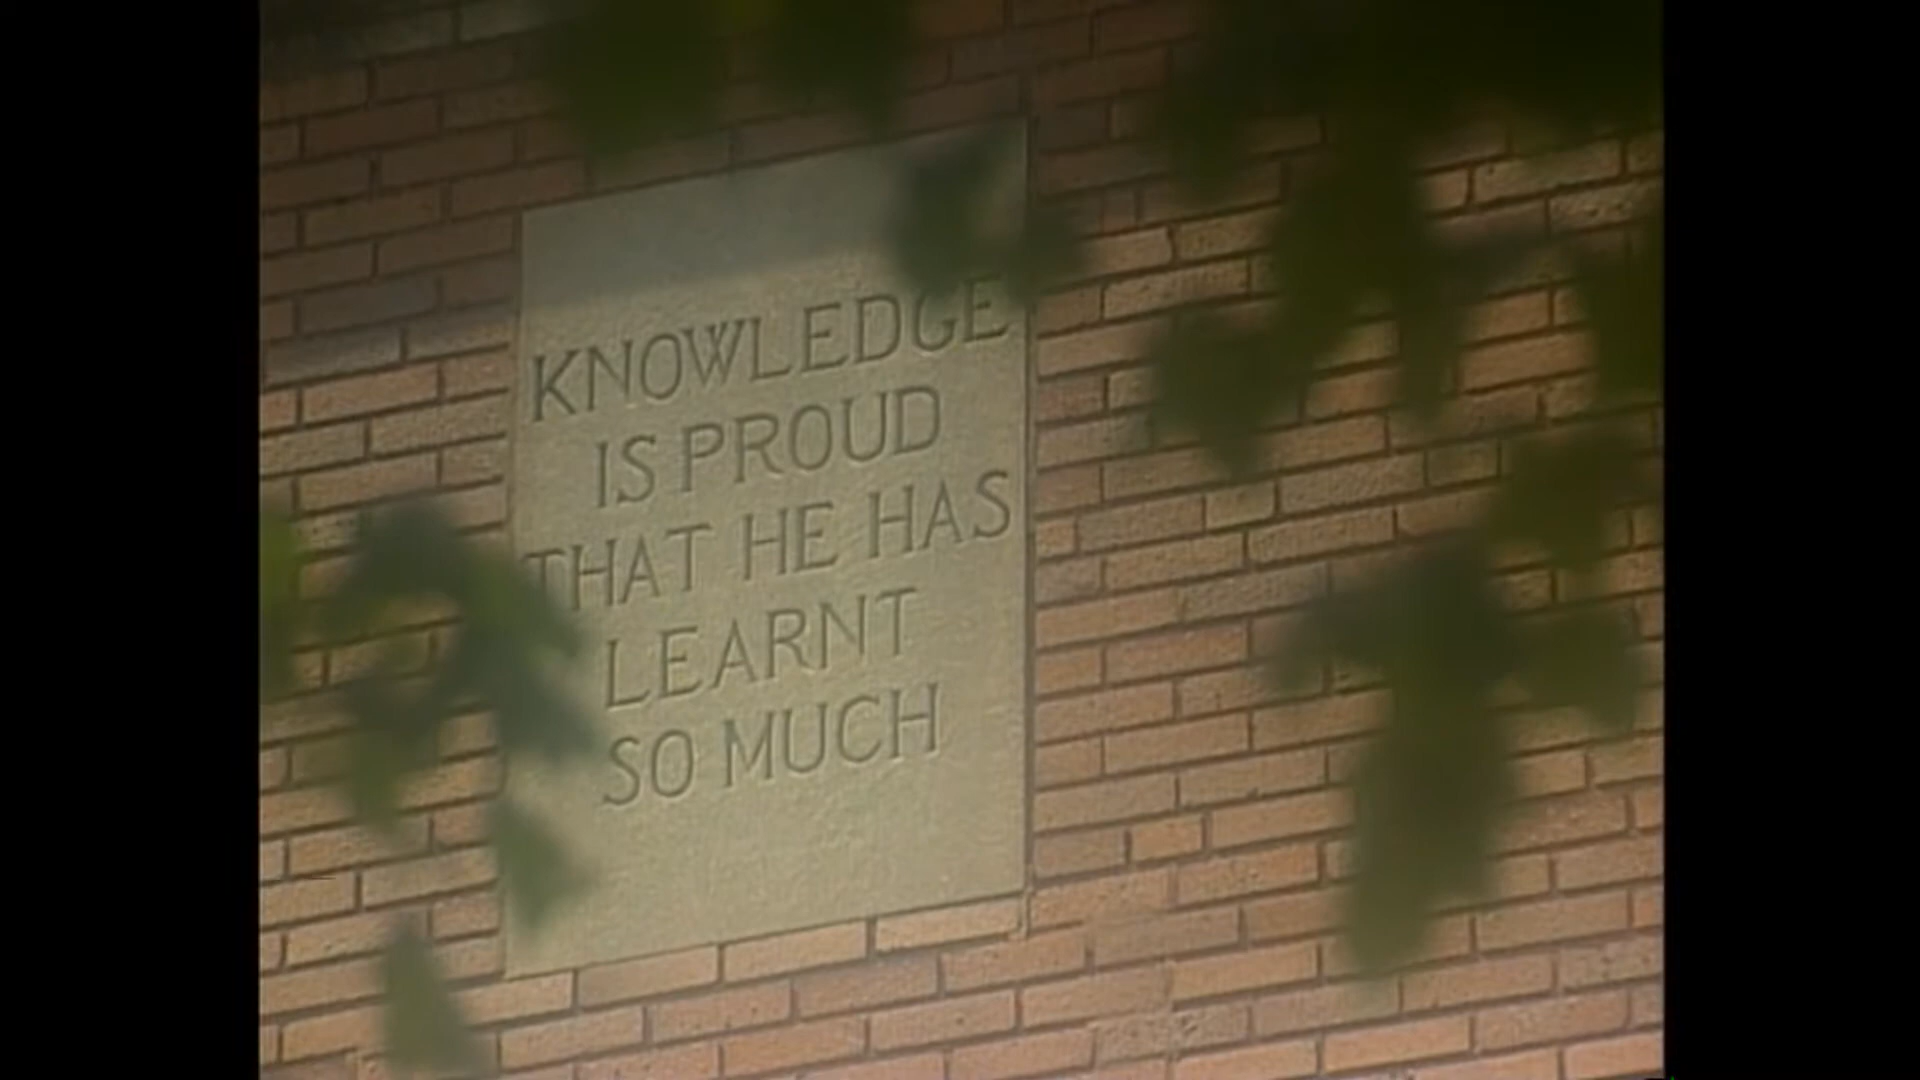 KNOWLEDGE
IS PROUD
THAT HE HAS
LEARNT
SO MUCH